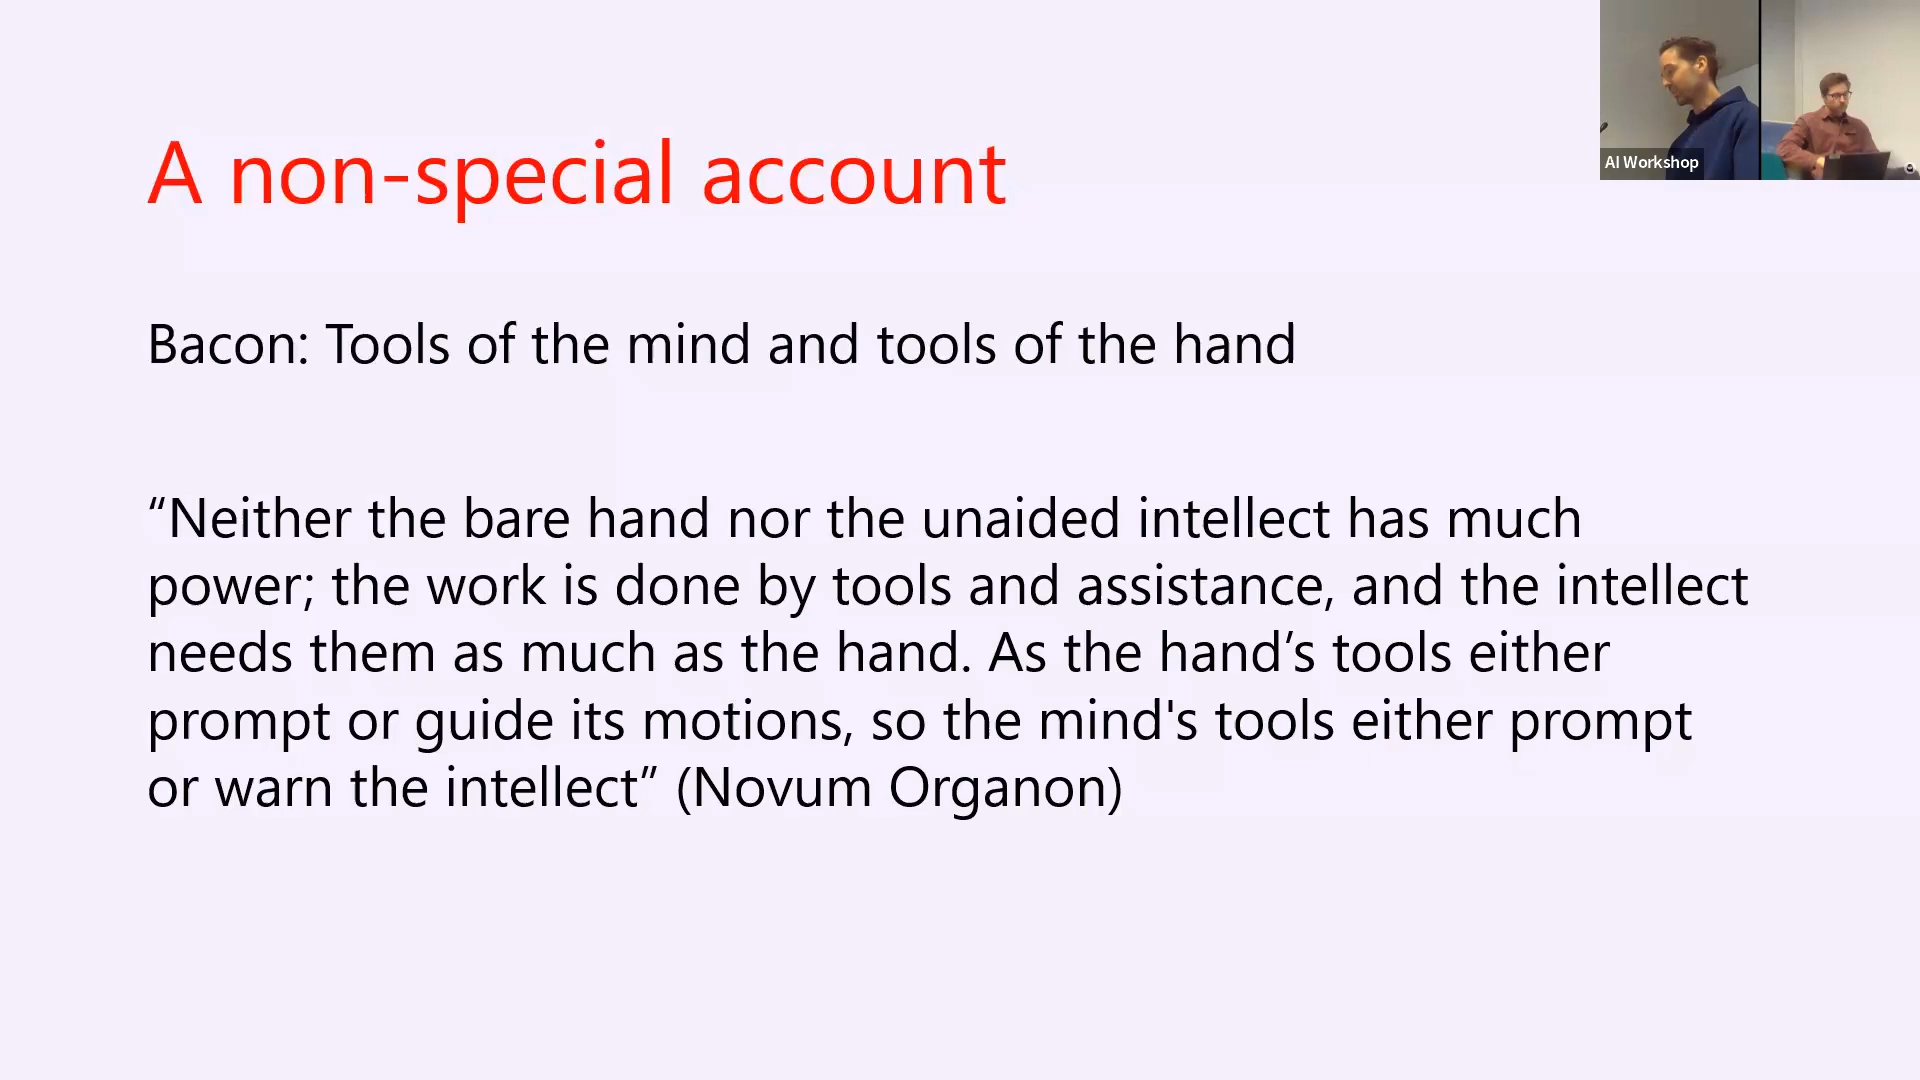 A non-special account
AI Workshop
Bacon: Tools of the mind and tools of the hand
“Neither the bare hand nor the unaided intellect has much
power; the work is done by tools and assistance, and the intellect
needs them as much as the hand. As the hand’s tools either
prompt or guide its motions, so the mind's tools either prompt
or warn the intellect” (Novum Organon)